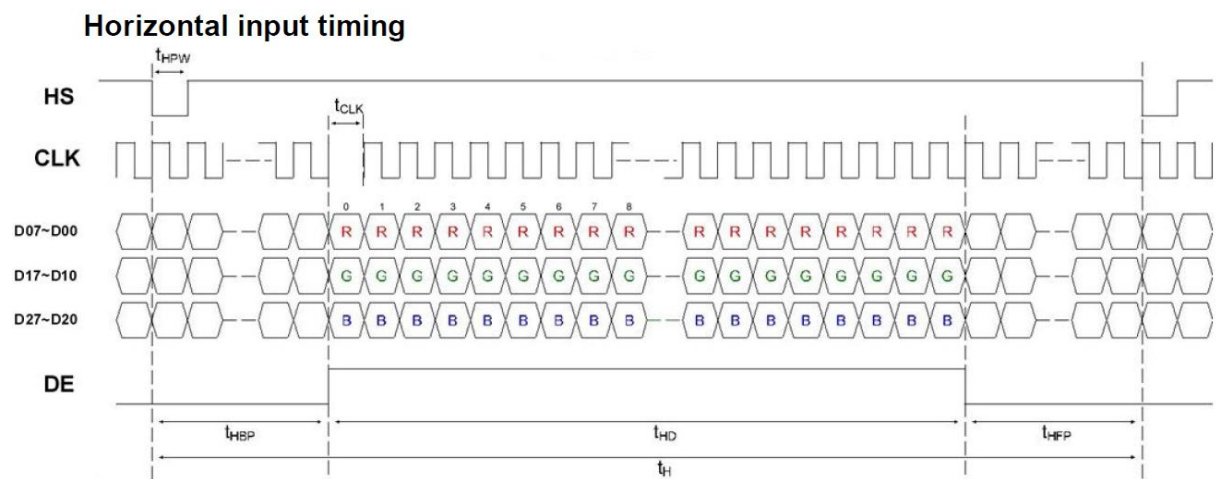 Horizontal input timing
tHPW
HS
tCLK
CLK
0 1 2 3 4 5 6 7 8
D07~D00 R R R R R R R R R R R R R R R R R
D17~D10 G G G G G G G G G G G G G G G G G
D27~D20 B B B B B B B B B B B B B B B B B
DE
tHBP tHD tHFP
tH